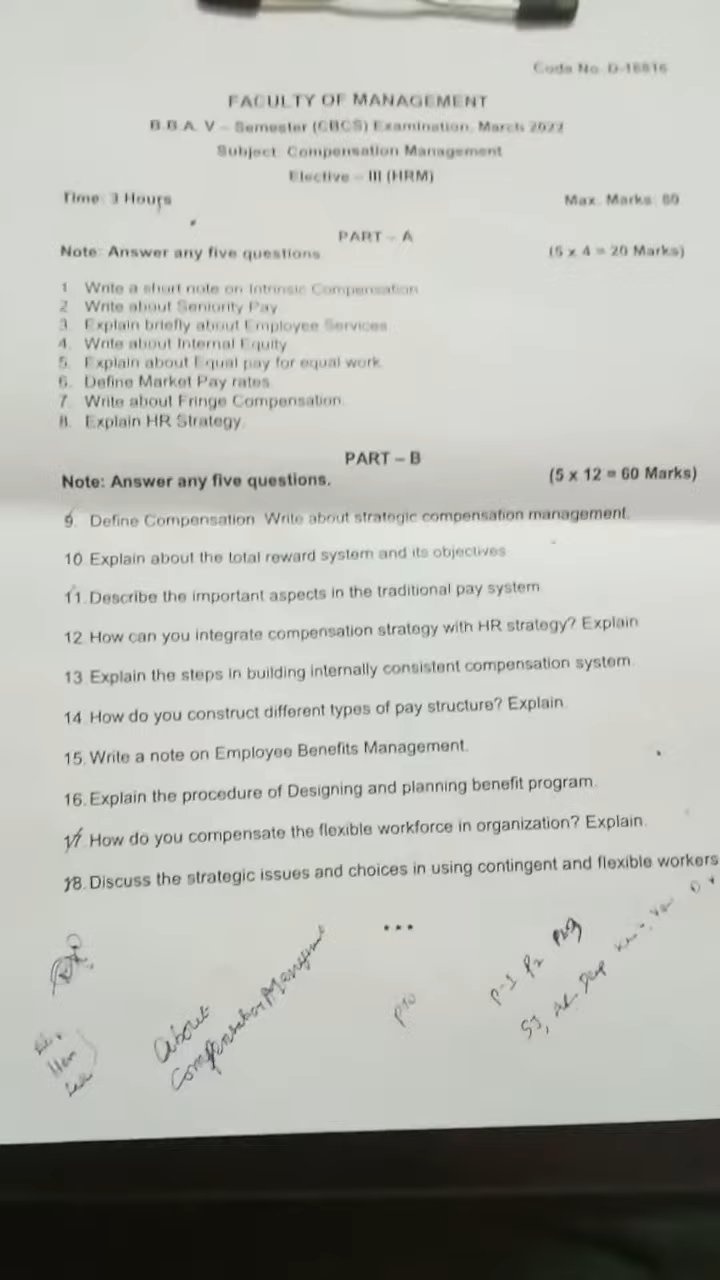 Code No. D-16816
FACULTY OF MANAGEMENT
B.B.A. V – Semester (CBCS) Examination, March 2022
Subject: Compensation Management
Elective – III (HRM)
Time: 3 Hours Max. Marks: 80
PART – A
Note: Answer any five questions. (5 x 4 = 20 Marks)
1. Write a short note on Intrinsic Compensation
2. Write about Seniority Pay
3. Explain briefly about Employee Services
4. Write about Internal Equity
5. Explain about Equal pay for equal work.
6. Define Market Pay rates.
7. Write about Fringe Compensation.
8. Explain HR Strategy.
PART – B
Note: Answer any five questions. (5 x 12 = 60 Marks)
9. Define Compensation. Write about strategic compensation management.
10. Explain about the total reward system and its objectives
11. Describe the important aspects in the traditional pay system.
12. How can you integrate compensation strategy with HR strategy? Explain
13. Explain the steps in building internally consistent compensation system.
14. How do you construct different types of pay structure? Explain.
15. Write a note on Employee Benefits Management.
16. Explain the procedure of Designing and planning benefit program.
17. How do you compensate the flexible workforce in organization? Explain.
18. Discuss the strategic issues and choices in using contingent and flexible workers
***
About
PTO